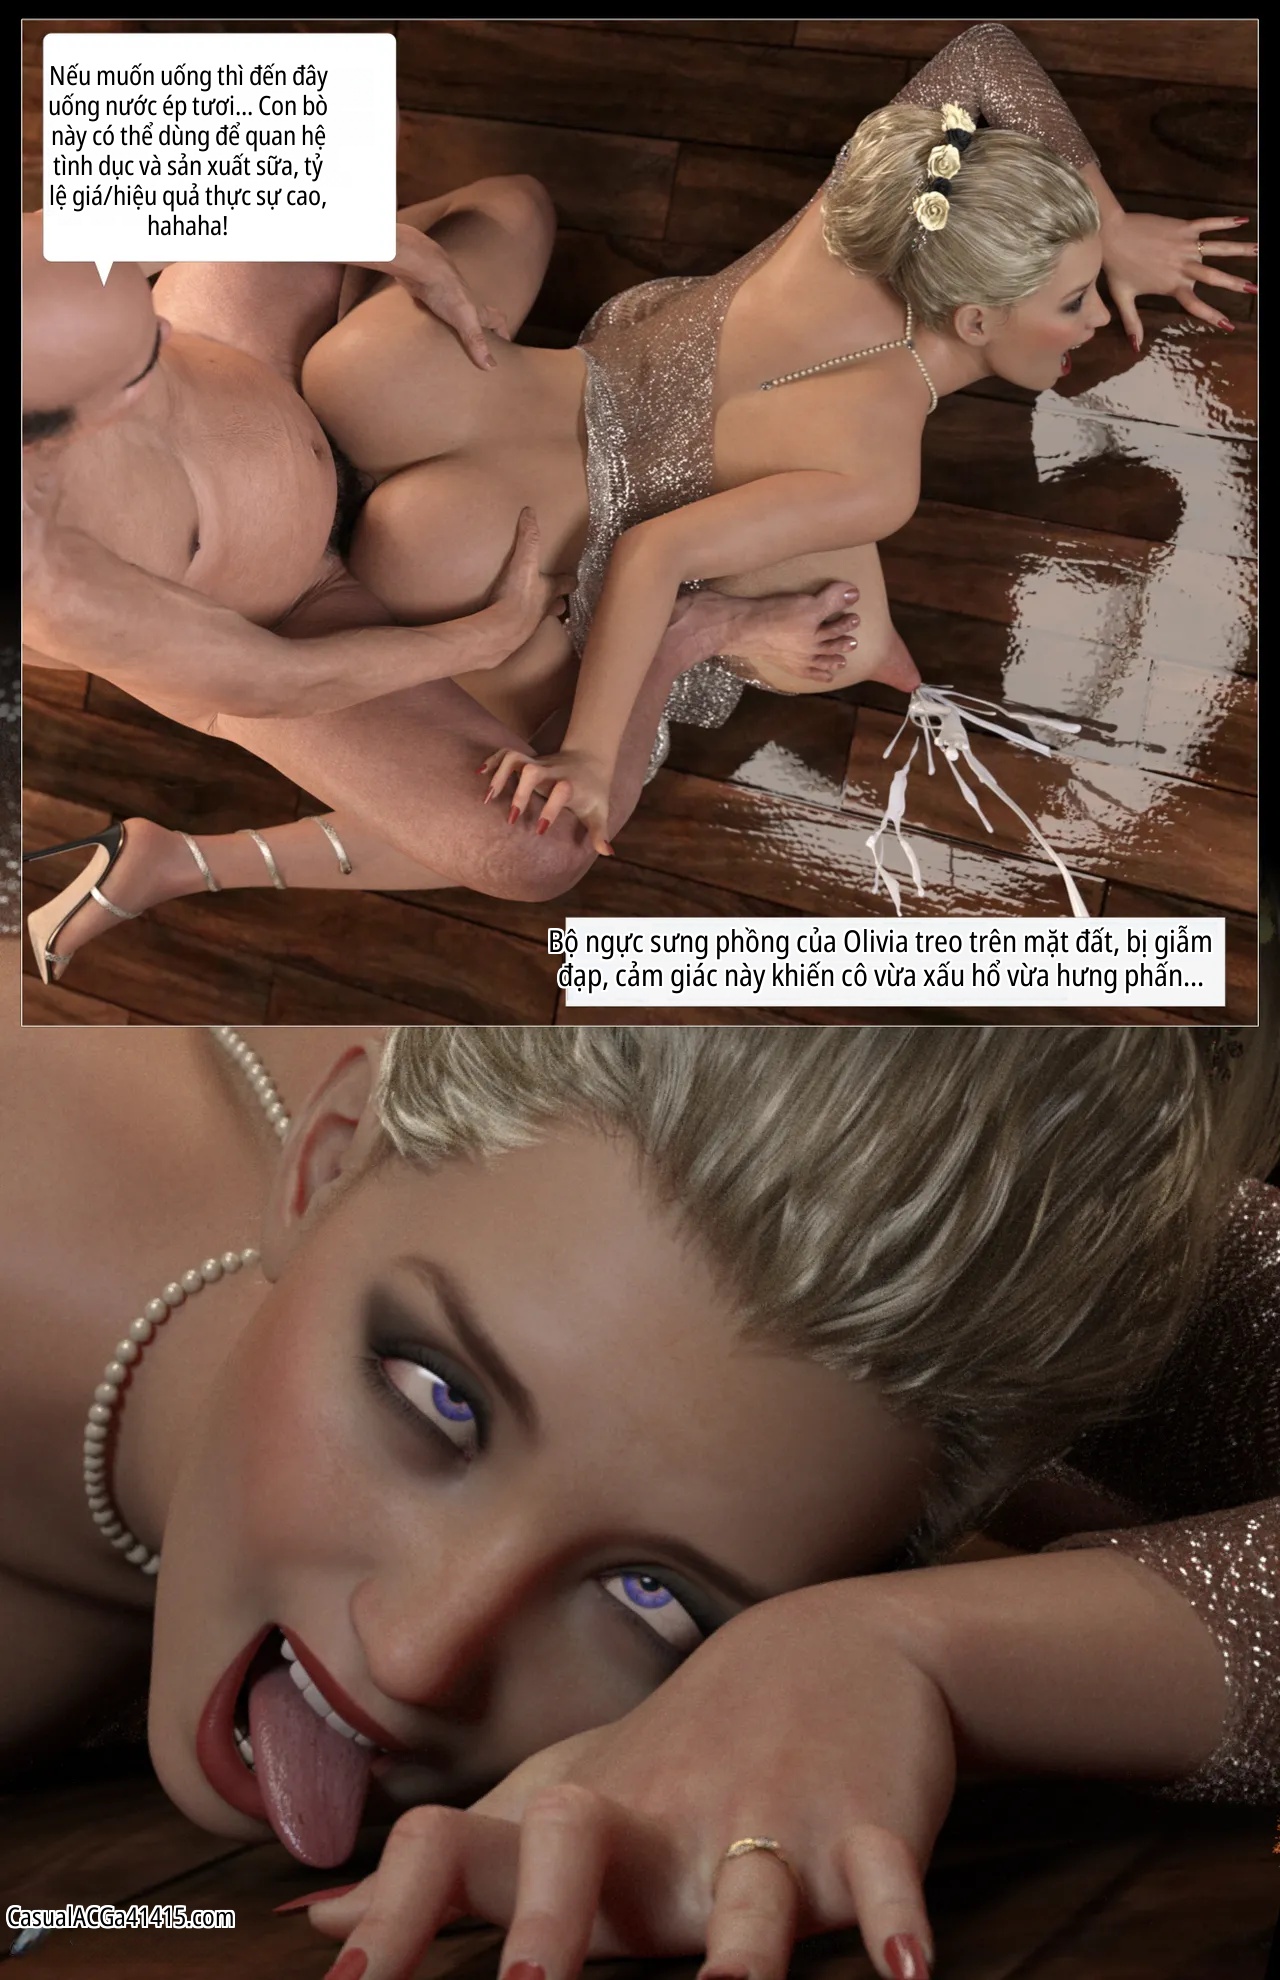 Nếu muốn uống thì đến đây
uống nước ép tươi... Con bò
này có thể dùng để quan hệ
tình dục và sản xuất sữa, tỷ
lệ giá/hiệu quả thực sự cao,
hahaha!
Bộ ngực sưng phồng của Olivia treo trên mặt đất, bị giẫm
đạp, cảm giác này khiến cô vừa xấu hổ vừa hưng phấn...
CasualACGa41415.com